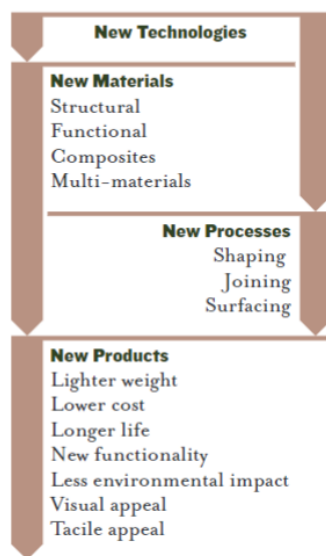 New Technologies
New Materials
Structural
Functional
Composites
Multi-materials
New Processes
Shaping
Joining
Surfacing
New Products
Lighter weight
Lower cost
Longer life
New functionality
Less environmental impact
Visual appeal
Tacile appeal